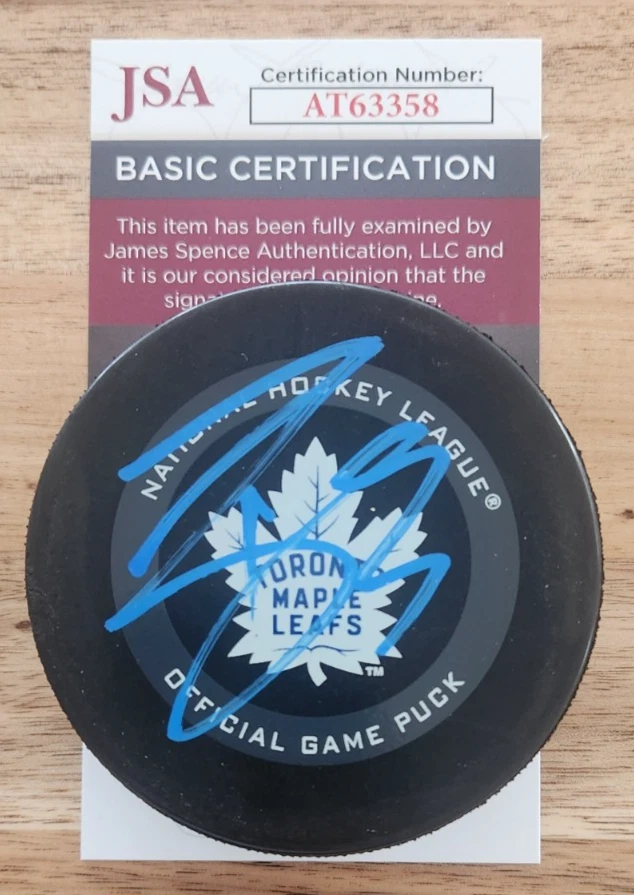 JSA
Certification Number:
AT63358
BASIC CERTIFICATION
This item has been fully examined by
James Spence Authentication, LLC and
it is our considered opinion that the
NATIONAL HOCKEY LEAGUE®
TORONTO
MAPLE
LEAFS
™
OFFICIAL GAME PUCK